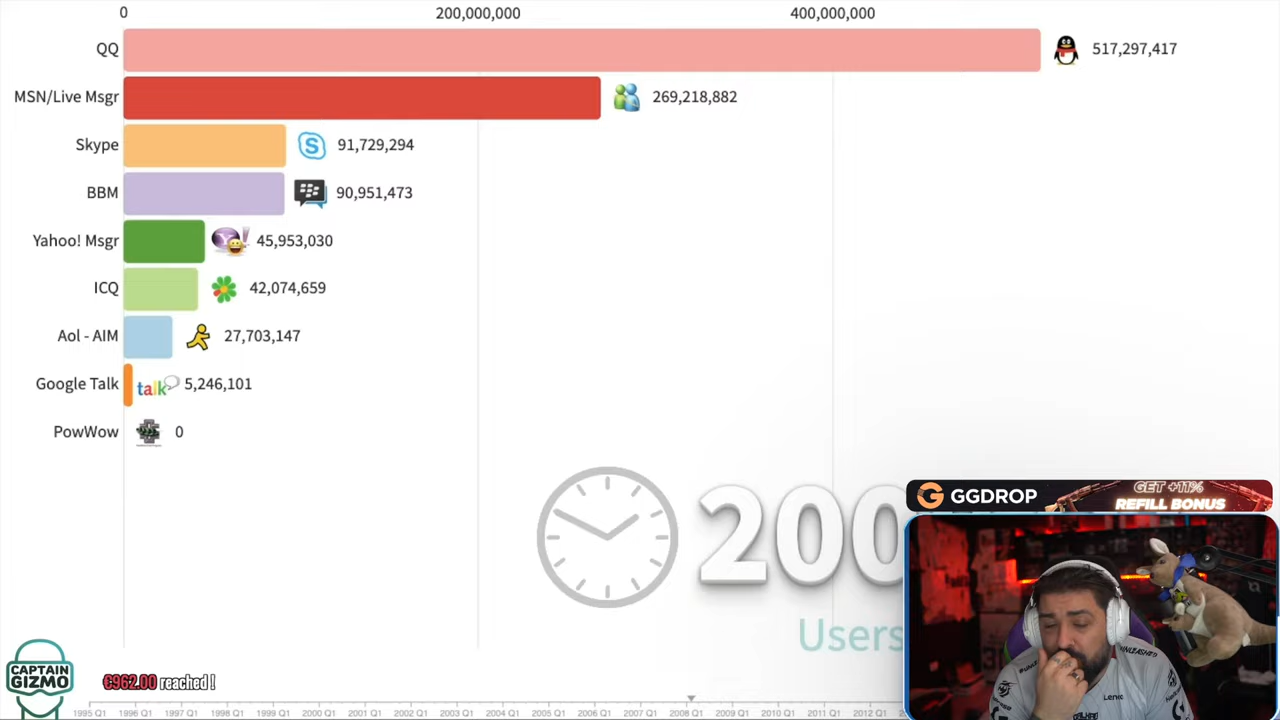 0 200,000,000 400,000,000
QQ 517,297,417
MSN/Live Msgr 269,218,882
Skype S 91,729,294
BBM 90,951,473
Yahoo! Msgr Y! 45,953,030
ICQ 42,074,659
Aol - AIM 27,703,147
Google Talk talk 5,246,101
PowWow 0
200
Users
GGDROP
GET +11%
REFILL BONUS
CAPTAIN
GIZMO
€962.00 reached !
1995 Q1 1996 Q1 1997 Q1 1998 Q1 1999 Q1 2000 Q1 2001 Q1 2002 Q1 2003 Q1 2004 Q1 2005 Q1 2006 Q1 2007 Q1 2008 Q1 2009 Q1 2010 Q1 2011 Q1 2012
Lenovo